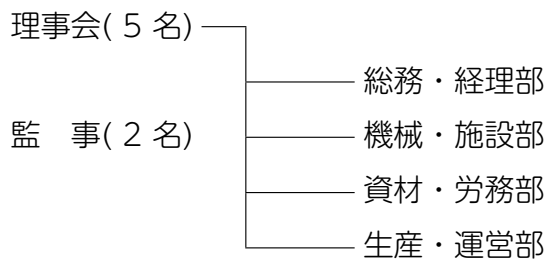 理事会(５名)
総務・経理部
監　事(２名)
機械・施設部
資材・労務部
生産・運営部